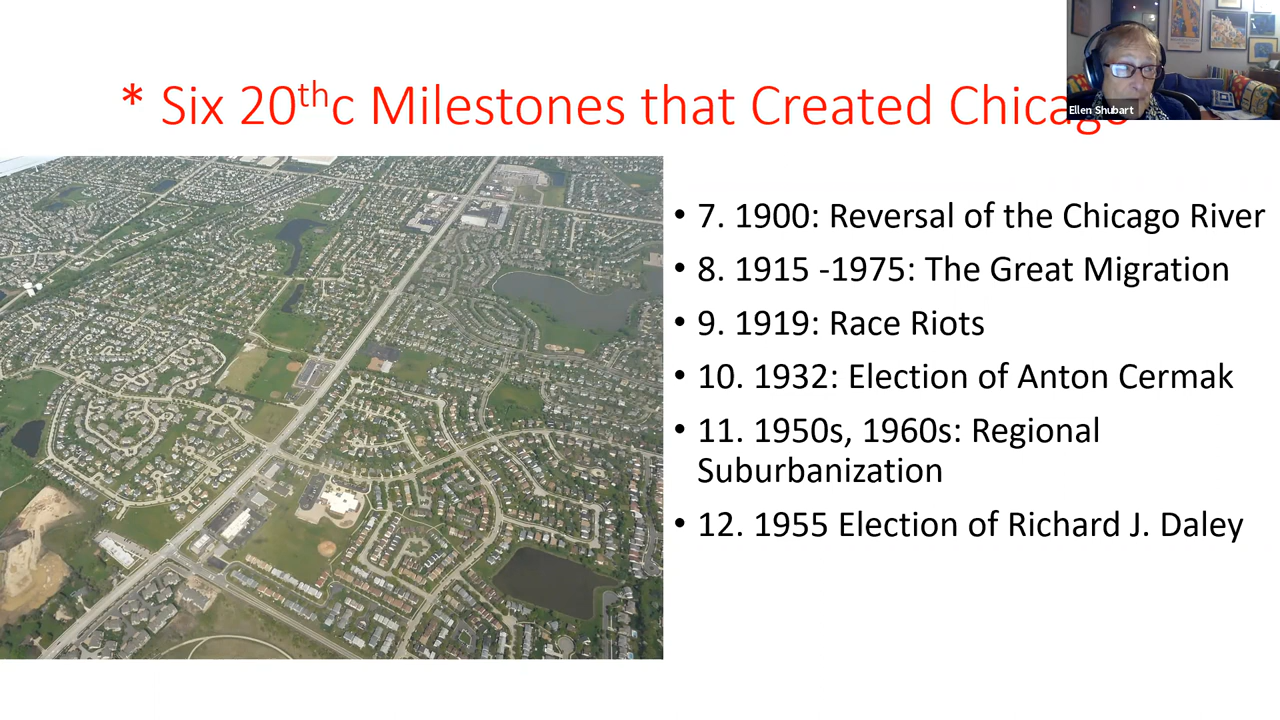 Ellen Shubart
* Six 20thc Milestones that Created Chicago
• 7. 1900: Reversal of the Chicago River
• 8. 1915 -1975: The Great Migration
• 9. 1919: Race Riots
• 10. 1932: Election of Anton Cermak
• 11. 1950s, 1960s: Regional
Suburbanization
• 12. 1955 Election of Richard J. Daley